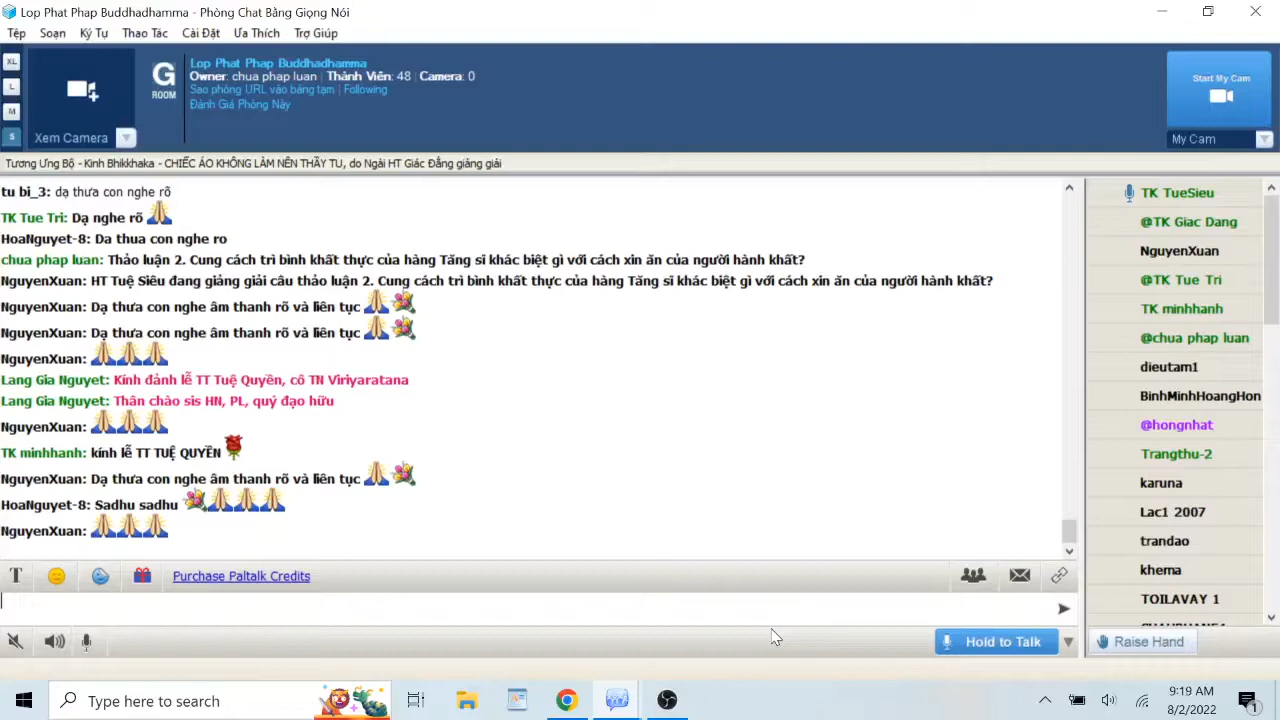 Lop Phat Phap Buddhadhamma - Phòng Chat Bằng Giọng Nói
Tệp Soạn Ký Tự Thao Tác Cài Đặt Ưa Thích Trợ Giúp
XL
L
M
S
Xem Camera
G
ROOM
Lop Phat Phap Buddhadhamma
Owner: chua phap luan | Thành Viên: 48 | Camera: 0
Sao phỏng URL vào bảng tạm | Following
Đánh Giá Phòng Này
Start My Cam
My Cam
Tương Ưng Bộ - Kinh Bhikkhaka - CHIẾC ÁO KHÔNG LÀM NÊN THẦY TU, do Ngài HT Giác Đẳng giảng giải
tu bi_3: dạ thưa con nghe rõ
TK Tue Tri: Dạ nghe rõ
HoaNguyet-8: Da thua con nghe ro
chua phap luan: Thảo luận 2. Cung cách trì bình khất thực của hàng Tăng sĩ khác biệt gì với cách xin ăn của người hành khất?
NguyenXuan: HT Tuệ Siêu đang giảng giải câu thảo luận 2. Cung cách trì bình khất thực của hàng Tăng sĩ khác biệt gì với cách xin ăn của người hành khất?
NguyenXuan: Dạ thưa con nghe âm thanh rõ và liên tục
NguyenXuan: Dạ thưa con nghe âm thanh rõ và liên tục
NguyenXuan:
Lang Gia Nguyet: Kính đảnh lễ TT Tuệ Quyền, cô TN Viriyaratana
Lang Gia Nguyet: Thân chào sis HN, PL, quý đạo hữu
NguyenXuan:
TK minhhanh: kính lễ TT TUỆ QUYỀN
NguyenXuan: Dạ thưa con nghe âm thanh rõ và liên tục
HoaNguyet-8: Sadhu sadhu
NguyenXuan:
TK TueSieu
@TK Giac Dang
NguyenXuan
@TK Tue Tri
TK minhhanh
@chua phap luan
dieutam1
BinhMinhHoangHon
@hongnhat
Trangthu-2
karuna
Lac1 2007
trandao
khema
TOILAVAY 1
T
Purchase Paltalk Credits
Hold to Talk
Raise Hand
Type here to search
9:19 AM
8/2/2022
1